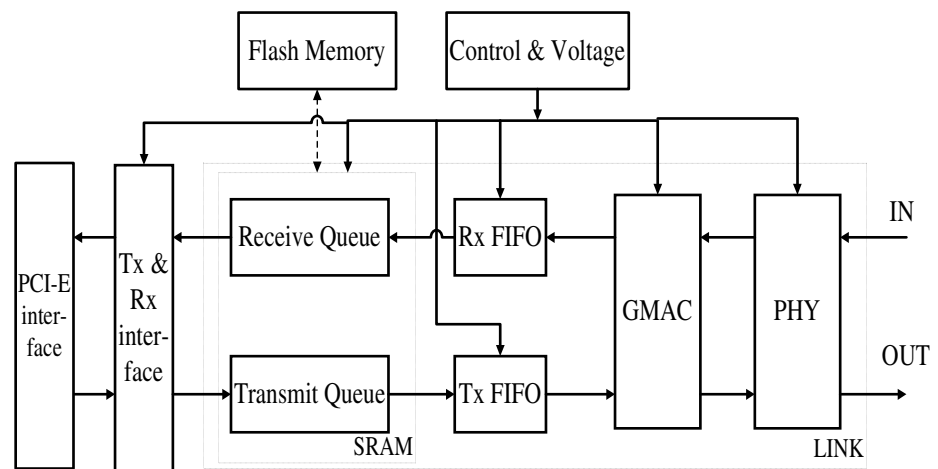 Flash Memory
Control & Voltage
PCI-E
inter-
face
Tx &
Rx
inter-
face
Receive Queue
Rx FIFO
GMAC
PHY
IN
OUT
Transmit Queue
Tx FIFO
SRAM
LINK